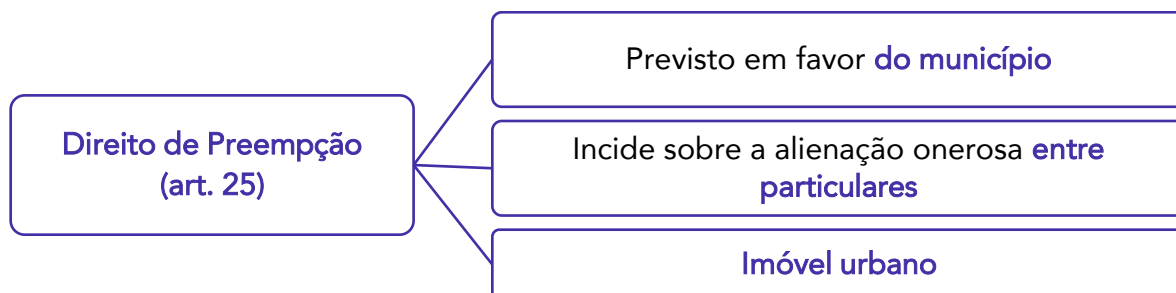 Direito de Preempção
(art. 25)
Previsto em favor do município
Incide sobre a alienação onerosa entre
particulares
Imóvel urbano